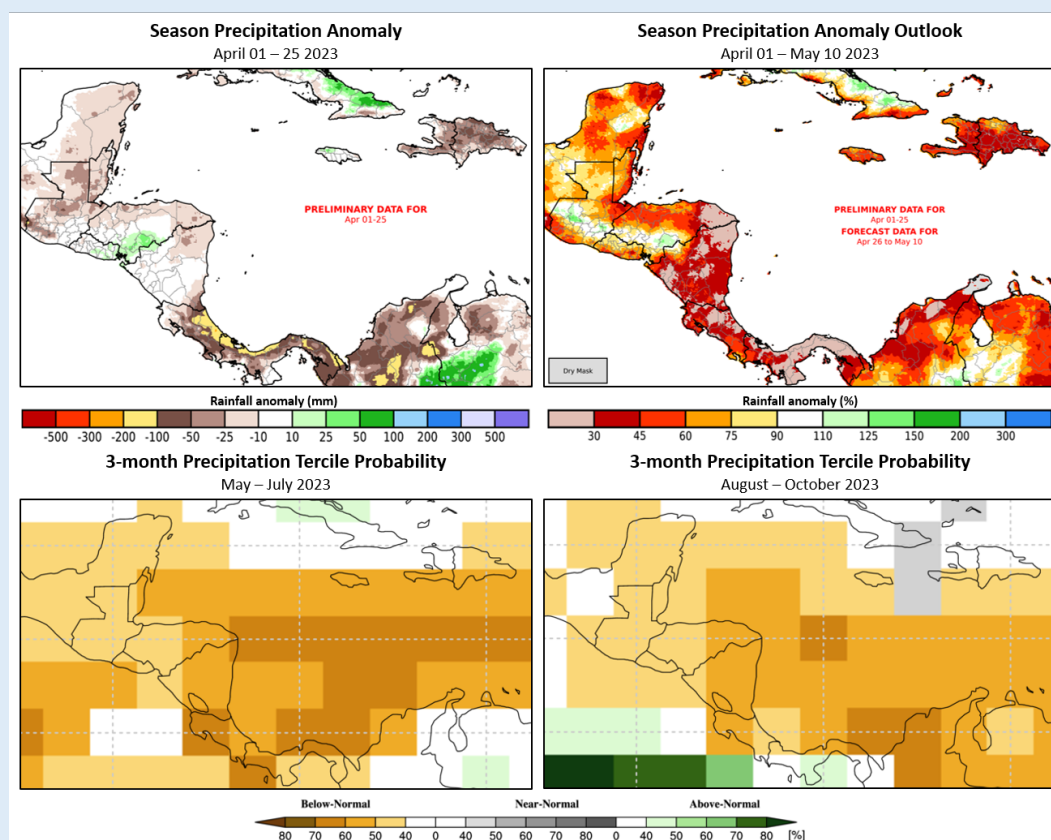 Season Precipitation Anomaly
April 01 – 25 2023
PRELIMINARY DATA FOR
Apr 01-25
Rainfall anomaly (mm)
-500 -300 -200 -100 -50 -25 -10 10 25 50 100 200 300 500
Season Precipitation Anomaly Outlook
April 01 – May 10 2023
PRELIMINARY DATA FOR
Apr 01-25
FORECAST DATA FOR
Apr 26 to May 10
Dry Mask
Rainfall anomaly (%)
30 45 60 75 90 110 125 150 200 300
3-month Precipitation Tercile Probability
May – July 2023
3-month Precipitation Tercile Probability
August – October 2023
Below-Normal Near-Normal Above-Normal
80 70 60 50 40 0 40 50 60 70 80 0 40 50 60 70 80 [%]